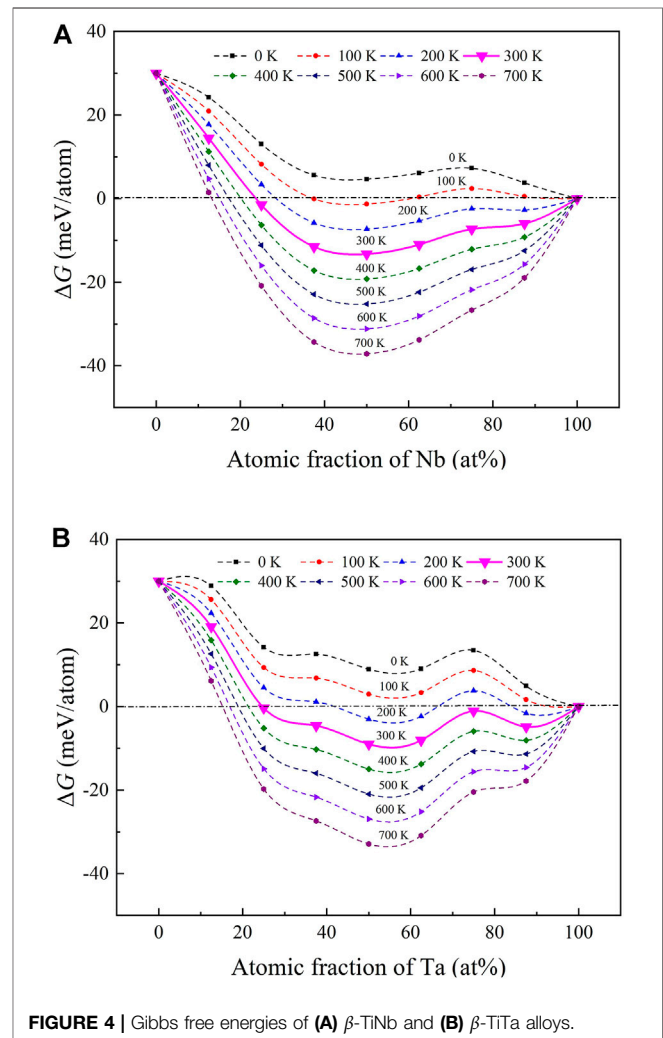 A
40
0 K 100 K 200 K 300 K
400 K 500 K 600 K 700 K
20
0 K
100 K
0
200 K
300 K
-20
400 K
500 K
600 K
-40
700 K
ΔG (meV/atom)
0 20 40 60 80 100
Atomic fraction of Nb (at%)
B
40
0 K 100 K 200 K 300 K
400 K 500 K 600 K 700 K
20
0 K
100 K
0
200 K
300 K
400 K
-20
500 K
600 K
700 K
-40
ΔG (meV/atom)
0 20 40 60 80 100
Atomic fraction of Ta (at%)
FIGURE 4 | Gibbs free energies of (A) β-TiNb and (B) β-TiTa alloys.